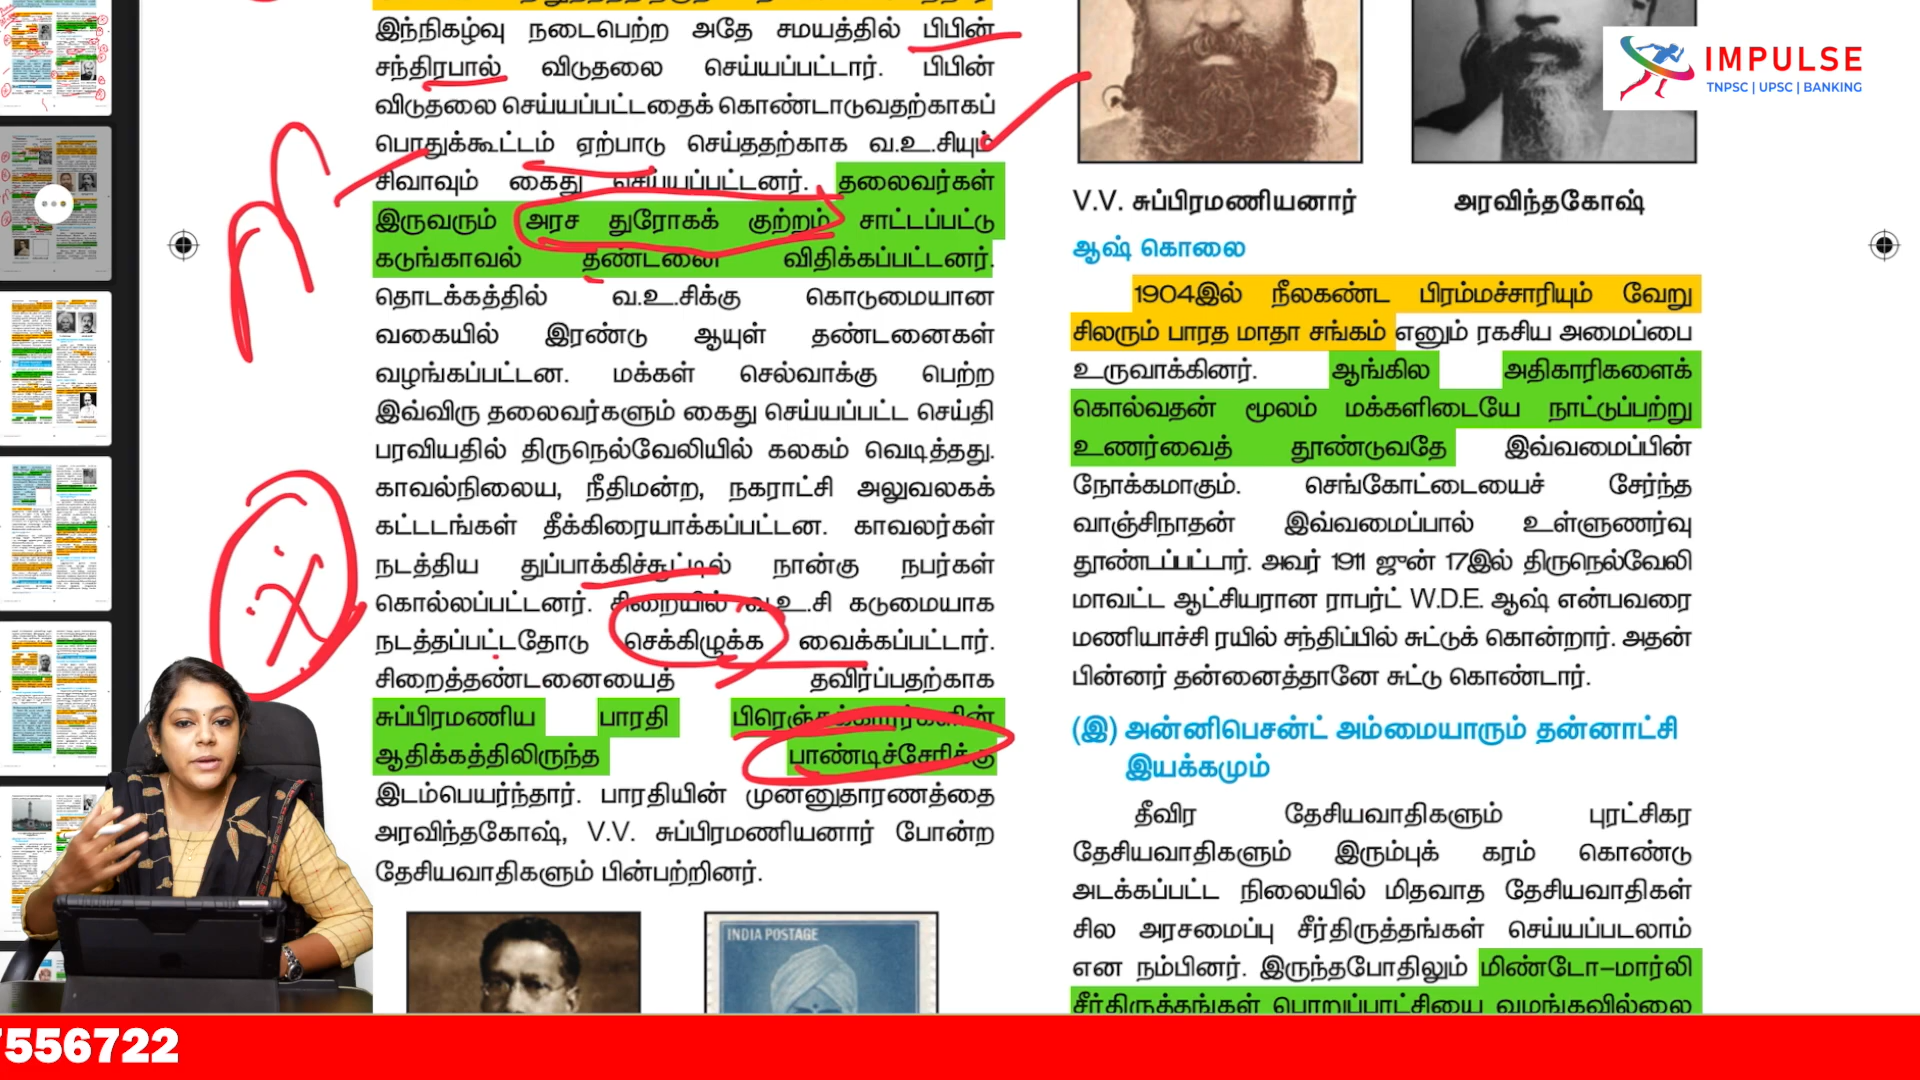 இந்நிகழ்வு நடைபெற்ற அதே சமயத்தில் பிபின்
சந்திரபால் விடுதலை செய்யப்பட்டார். பிபின்
விடுதலை செய்யப்பட்டதைக் கொண்டாடுவதற்காகப்
பொதுக்கூட்டம் ஏற்பாடு செய்ததற்காக வ.உ.சியும்
சிவாவும் கைது செய்யப்பட்டனர். தலைவர்கள்
இருவரும் அரச துரோகக் குற்றம் சாட்டப்பட்டு
கடுங்காவல் தண்டனை விதிக்கப்பட்டனர்.
தொடக்கத்தில் வ.உ.சிக்கு கொடுமையான
வகையில் இரண்டு ஆயுள் தண்டனைகள்
வழங்கப்பட்டன. மக்கள் செல்வாக்கு பெற்ற
இவ்விரு தலைவர்களும் கைது செய்யப்பட்ட செய்தி
பரவியதில் திருநெல்வேலியில் கலகம் வெடித்தது.
காவல்நிலைய, நீதிமன்ற, நகராட்சி அலுவலகக்
கட்டடங்கள் தீக்கிரையாக்கப்பட்டன. காவலர்கள்
நடத்திய துப்பாக்கிச்சூட்டில் நான்கு நபர்கள்
கொல்லப்பட்டனர். சிறையில் வ.உ.சி கடுமையாக
நடத்தப்பட்டதோடு செக்கிழுக்க வைக்கப்பட்டார்.
சிறைத்தண்டனையைத் தவிர்ப்பதற்காக
சுப்பிரமணிய பாரதி பிரெஞ்சுக்காரர்களின்
ஆதிக்கத்திலிருந்த பாண்டிச்சேரிக்கு
இடம்பெயர்ந்தார். பாரதியின் முன்னுதாரணத்தை
அரவிந்தகோஷ், V.V. சுப்பிரமணியனார் போன்ற
தேசியவாதிகளும் பின்பற்றினர்.
INDIA POSTAGE
V.V. சுப்பிரமணியனார் அரவிந்தகோஷ்
ஆஷ் கொலை
1904இல் நீலகண்ட பிரம்மச்சாரியும் வேறு
சிலரும் பாரத மாதா சங்கம் எனும் ரகசிய அமைப்பை
உருவாக்கினர். ஆங்கில அதிகாரிகளைக்
கொல்வதன் மூலம் மக்களிடையே நாட்டுப்பற்று
உணர்வைத் தூண்டுவதே இவ்வமைப்பின்
நோக்கமாகும். செங்கோட்டையைச் சேர்ந்த
வாஞ்சிநாதன் இவ்வமைப்பால் உள்ளுணர்வு
தூண்டப்பட்டார். அவர் 1911 ஜுன் 17இல் திருநெல்வேலி
மாவட்ட ஆட்சியரான ராபர்ட் W.D.E. ஆஷ் என்பவரை
மணியாச்சி ரயில் சந்திப்பில் சுட்டுக் கொன்றார். அதன்
பின்னர் தன்னைத்தானே சுட்டு கொண்டார்.
(இ) அன்னிபெசன்ட் அம்மையாரும் தன்னாட்சி
இயக்கமும்
தீவிர தேசியவாதிகளும் புரட்சிகர
தேசியவாதிகளும் இரும்புக் கரம் கொண்டு
அடக்கப்பட்ட நிலையில் மிதவாத தேசியவாதிகள்
சில அரசமைப்பு சீர்திருத்தங்கள் செய்யப்படலாம்
என நம்பினர். இருந்தபோதிலும் மிண்டோ–மார்லி
சீர்திருத்தங்கள் பொறுப்பாட்சியை வழங்கவில்லை
IMPULSE
TNPSC | UPSC | BANKING
556722